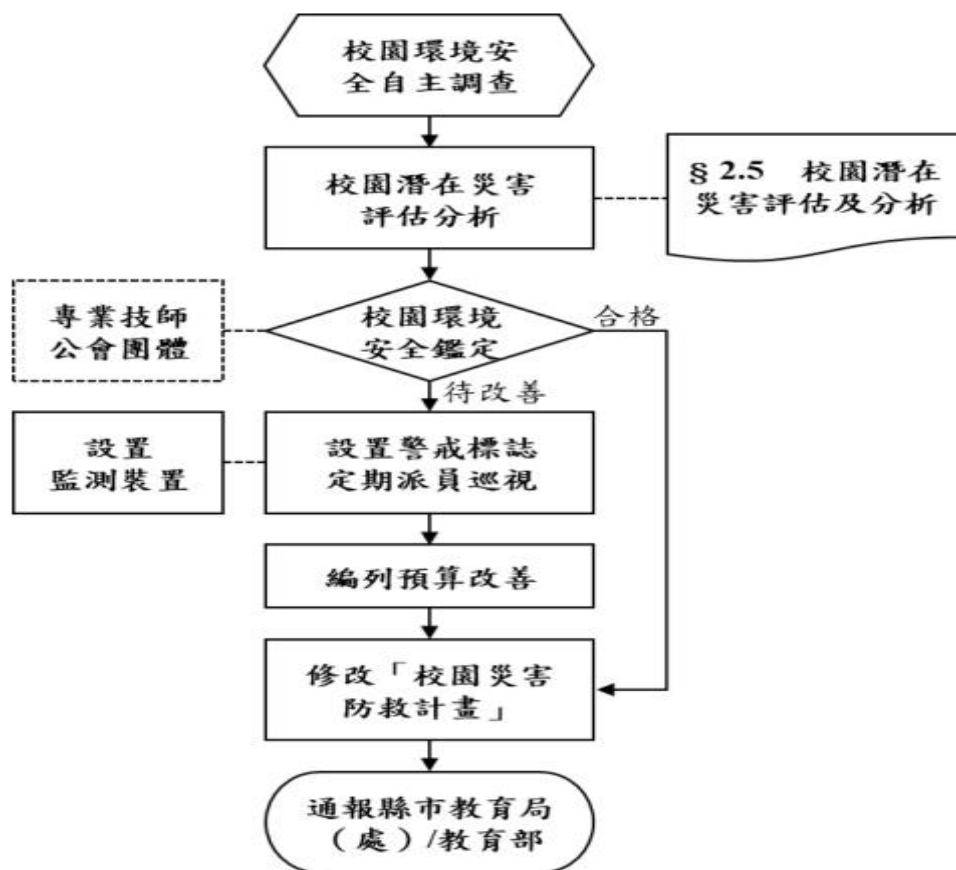 校園環境安
全自主調查
校園潛在災害
評估分析
§ 2.5 校園潛在
災害評估及分析
專業技師
公會團體
校園環境
安全鑑定
合格
待改善
設置
監測裝置
設置警戒標誌
定期派員巡視
編列預算改善
修改「校園災害
防救計畫」
通報縣市教育局
（處）/教育部